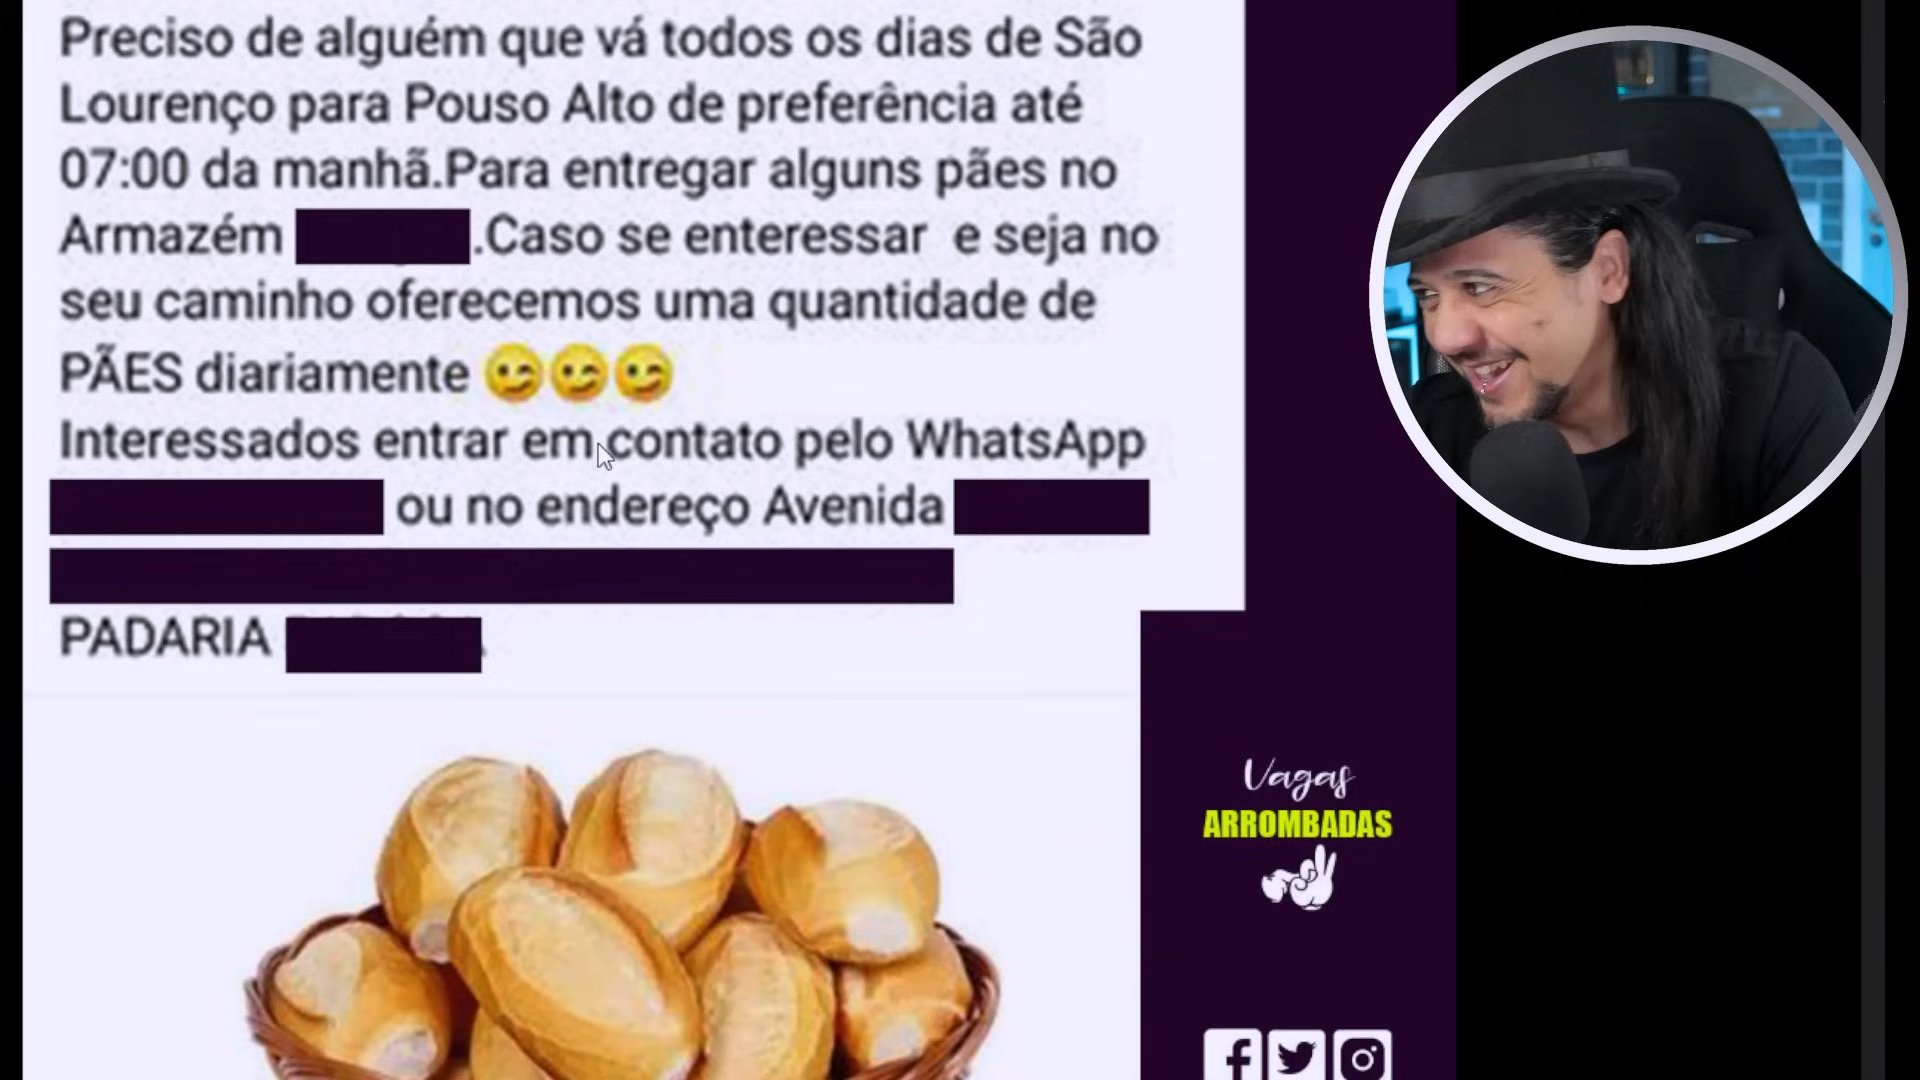 Preciso de alguém que vá todos os dias de São
Lourenço para Pouso Alto de preferência até
07:00 da manhã.Para entregar alguns pães no
Armazém .Caso se enteressar e seja no
seu caminho oferecemos uma quantidade de
PÃES diariamente 😉😉😉
Interessados entrar em contato pelo WhatsApp
ou no endereço Avenida
PADARIA
Vagas
ARROMBADAS